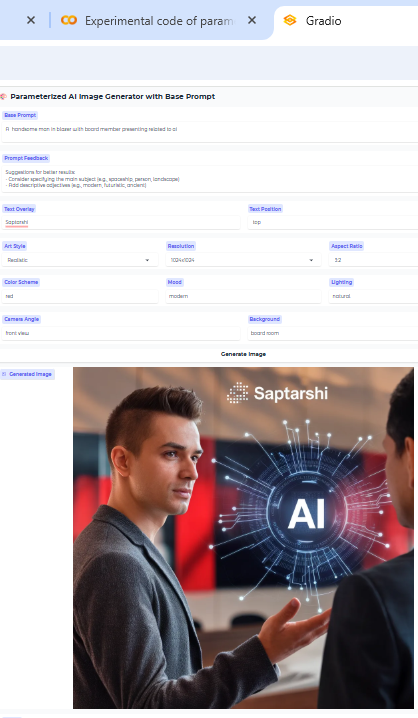 Experimental code of param
Gradio
Parameterized AI Image Generator with Base Prompt
Base Prompt
A handsome man in blazer with board member presenting related to ai
Prompt Feedback
Suggestions for better results:
- Consider specifying the main subject (e.g., spaceship, person, landscape)
- Add descriptive adjectives (e.g., modern, futuristic, ancient)
Text Overlay Text Position
Saptarshi top
Art Style Resolution Aspect Ratio
Realistic 1024x1024 3:2
Color Scheme Mood Lighting
red modern natural
Camera Angle Background
front view board room
Generate Image
Generated Image
Saptarshi
AI